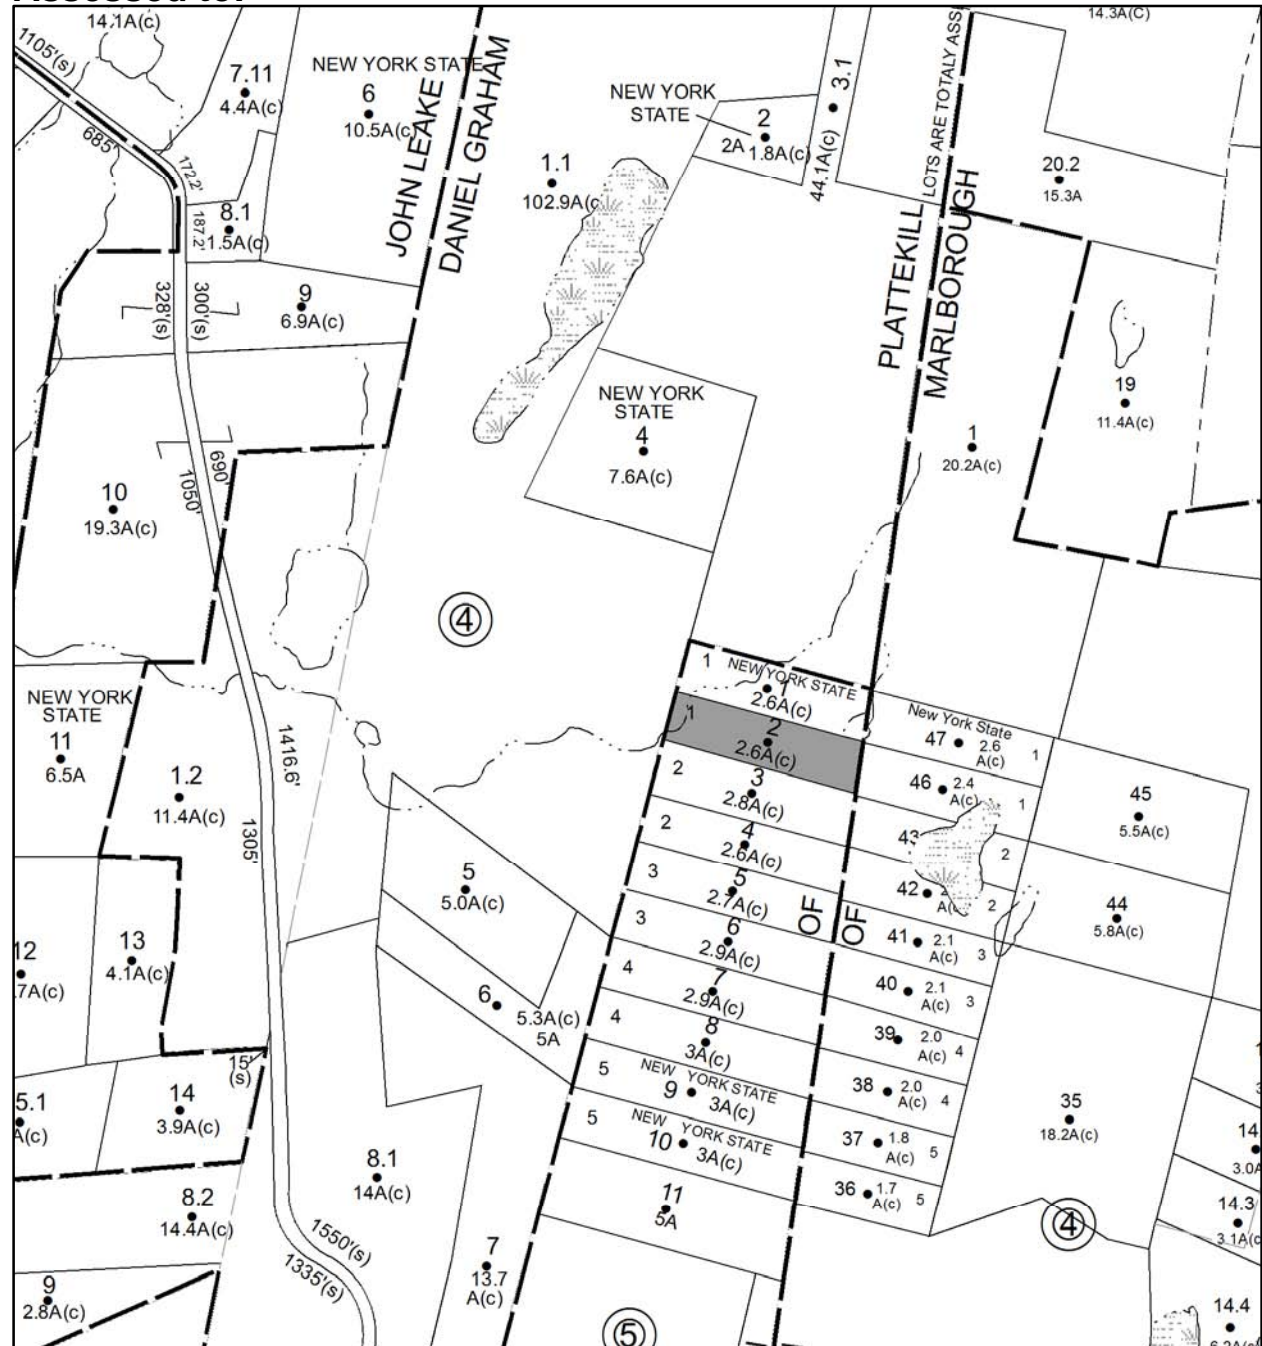 14.1A(c)
14.3A(C)
1105'(s)
685'
172.2'
187.2'
7.11
4.4A(c)
NEW YORK STATE
6
10.5A(c)
JOHN LEAKE
DANIEL GRAHAM
NEW YORK
STATE
2
2A
1.8A(c)
3.1
44.1A(c)
LOTS ARE TOTALY ASS
20.2
15.3A
1.1
102.9A(c
8.1
1.5A(c)
PLATTEKILL
MARLBOROUGH
328'(s)
300'(s)
9
6.9A(c)
NEW YORK
STATE
4
7.6A(c)
19
11.4A(c)
1
20.2A(c)
690'
1050'
10
19.3A(c)
4
1
NEW YORK STATE
1
2.6A(c)
1
2
2.6A(c)
New York State
47
2.6
A(c)
1
NEW YORK
STATE
11
6.5A
1.2
11.4A(c)
1416.6'
1305'
2
3
2.8A(c)
46
2.4
A(c)
1
45
5.5A(c)
2
4
2.6A(c)
43
2
3
5
2.7A(c)
42
2
5
5.0A(c)
OF
OF
44
5.8A(c)
3
6
2.9A(c)
41
2.1
A(c)
3
12
.7A(c)
13
4.1A(c)
4
7
2.9A(c)
40
2.1
A(c)
3
6
5.3A(c)
5A
4
8
3A(c)
39
2.0
A(c)
4
15'
(s)
5
NEW YORK STATE
9
3A(c)
38
2.0
A(c)
4
5.1
A(c)
14
3.9A(c)
5
NEW YORK STATE
10
3A(c)
37
1.8
A(c)
5
35
18.2A(c)
14.
3.0A
8.1
14A(c)
36
1.7
A(c)
5
8.2
14.4A(c)
11
5A
4
14.3
3.1A(c
1550'(s)
1335'(s)
7
13.7
A(c)
9
2.8A(c)
5
14.4